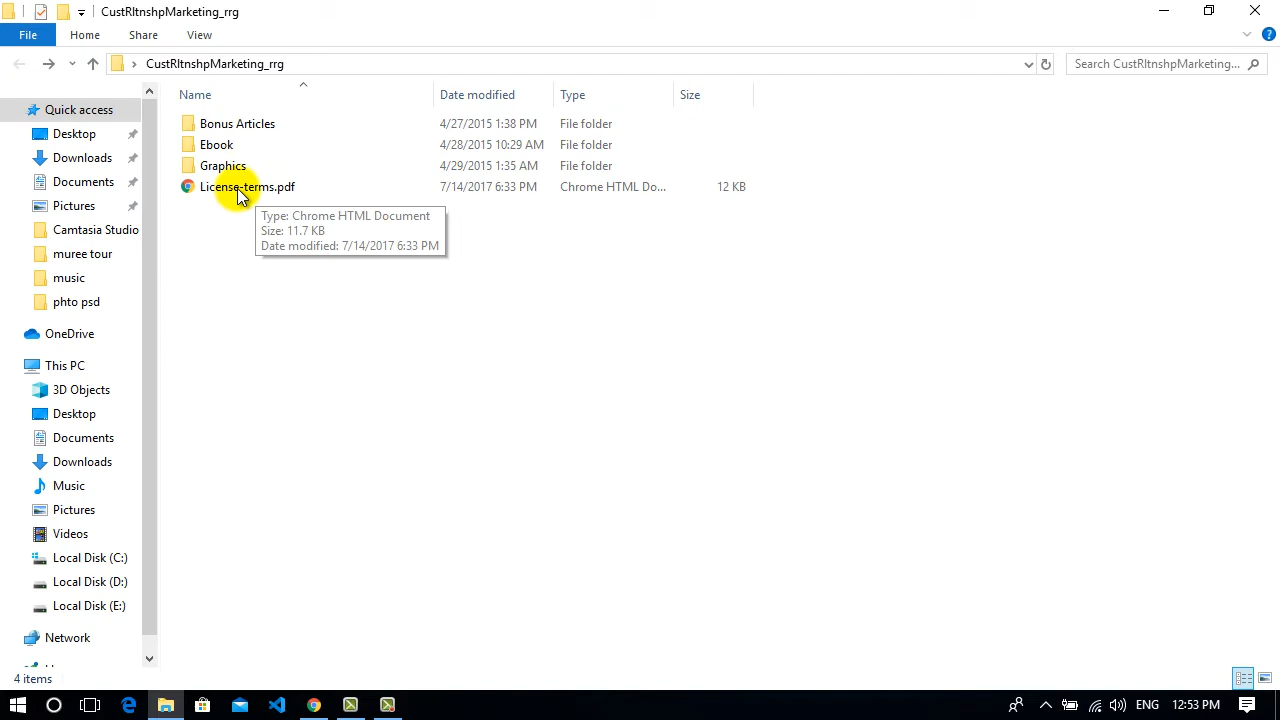 CustRltnshpMarketing_rrg
File Home Share View
CustRltnshpMarketing_rrg
Search CustRltnshpMarketing...
Name Date modified Type Size
Quick access
Desktop
Downloads
Documents
Pictures
Camtasia Studio
muree tour
music
phto psd
OneDrive
This PC
3D Objects
Desktop
Documents
Downloads
Music
Pictures
Videos
Local Disk (C:)
Local Disk (D:)
Local Disk (E:)
Network
Bonus Articles 4/27/2015 1:38 PM File folder
Ebook 4/28/2015 10:29 AM File folder
Graphics 4/29/2015 1:35 AM File folder
License-terms.pdf 7/14/2017 6:33 PM Chrome HTML Do... 12 KB
Type: Chrome HTML Document
Size: 11.7 KB
Date modified: 7/14/2017 6:33 PM
4 items
ENG 12:53 PM